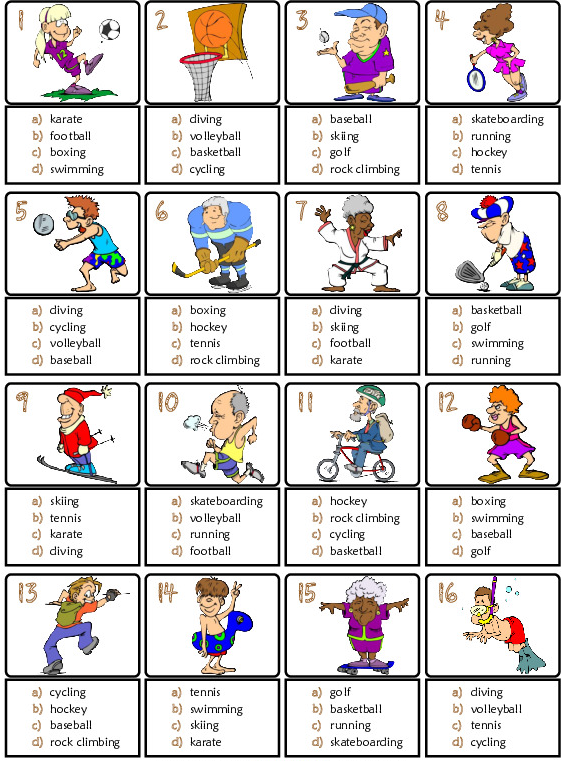 1 2 3 4
a) karate
b) football
c) boxing
d) swimming
a) diving
b) volleyball
c) basketball
d) cycling
a) baseball
b) skiing
c) golf
d) rock climbing
a) skateboarding
b) running
c) hockey
d) tennis
5 6 7 8
a) diving
b) cycling
c) volleyball
d) baseball
a) boxing
b) hockey
c) tennis
d) rock climbing
a) diving
b) skiing
c) football
d) karate
a) basketball
b) golf
c) swimming
d) running
9 10 11 12
a) skiing
b) tennis
c) karate
d) diving
a) skateboarding
b) volleyball
c) running
d) football
a) hockey
b) rock climbing
c) cycling
d) basketball
a) boxing
b) swimming
c) baseball
d) golf
13 14 15 16
a) cycling
b) hockey
c) baseball
d) rock climbing
a) tennis
b) swimming
c) skiing
d) karate
a) golf
b) basketball
c) running
d) skateboarding
a) diving
b) volleyball
c) tennis
d) cycling